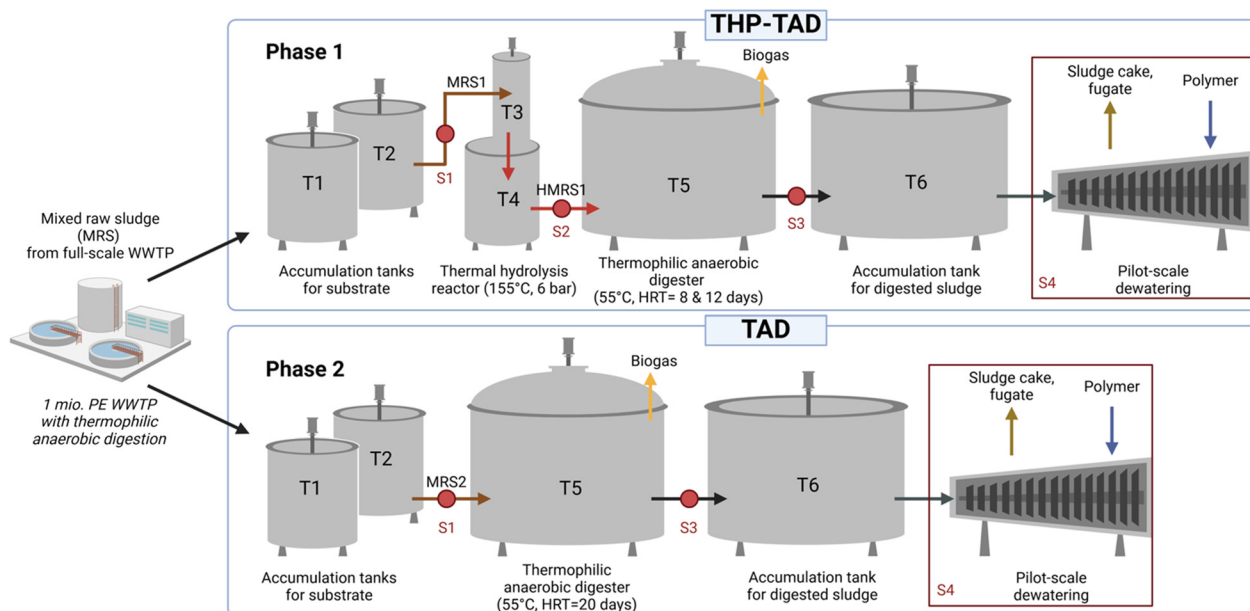 THP-TAD
Phase 1
Biogas
MRS1
Sludge cake,
fugate
Polymer
T1
T2
S1
T3
T4
HMRS1
S2
T5
S3
T6
S4
Accumulation tanks
for substrate
Thermal hydrolysis
reactor (155°C, 6 bar)
Thermophilic anaerobic
digester
(55°C, HRT= 8 & 12 days)
Accumulation tank
for digested sludge
Pilot-scale
dewatering
Mixed raw sludge
(MRS)
from full-scale WWTP
1 mio. PE WWTP
with thermophilic
anaerobic digestion
TAD
Phase 2
Biogas
Sludge cake,
fugate
Polymer
T1
T2
MRS2
S1
T5
S3
T6
S4
Accumulation tanks
for substrate
Thermophilic
anaerobic digester
(55°C, HRT=20 days)
Accumulation tank
for digested sludge
Pilot-scale
dewatering